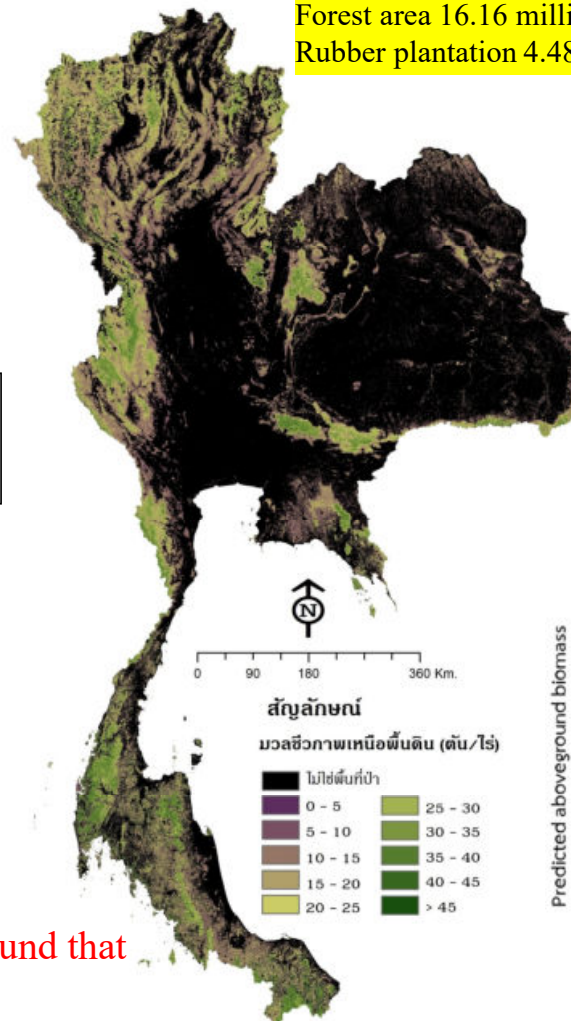 Forest area 16.16 milli
Rubber plantation 4.48
N
0 90 180 360 Km.
สัญลักษณ์
มวลชีวภาพเหนือพื้นดิน (ตัน/ไร่)
ไม่ใช่พื้นที่ป่า
0 - 5
5 - 10
10 - 15
15 - 20
20 - 25
25 - 30
30 - 35
35 - 40
40 - 45
> 45
Predicted aboveground biomass
und that